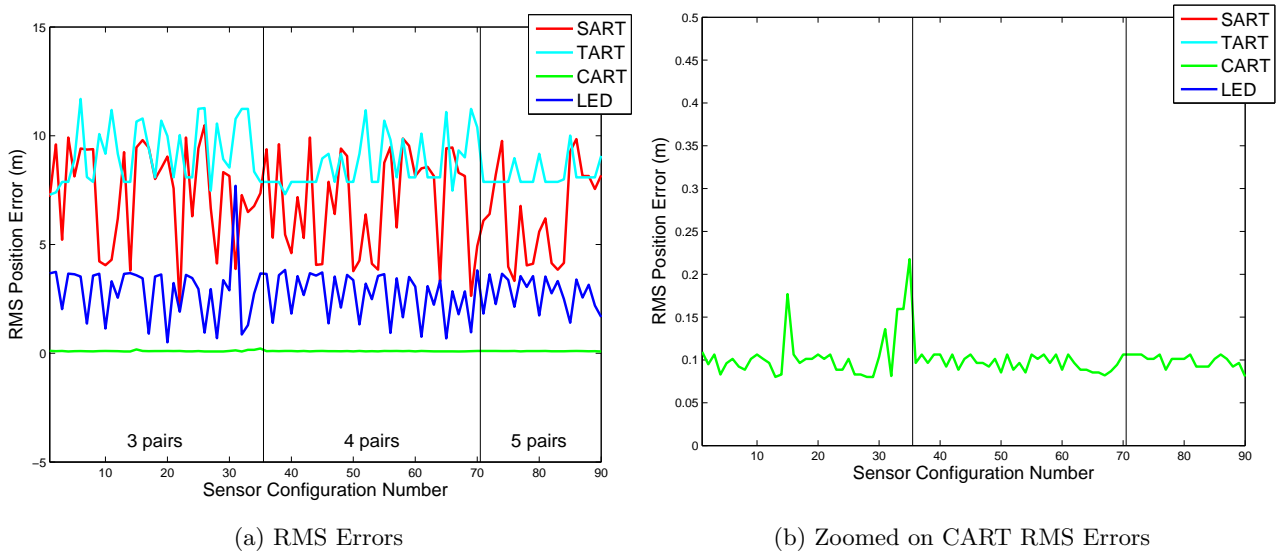 15
10
5
0
−5
RMS Position Error (m)
SART
TART
CART
LED
3 pairs
4 pairs
5 pairs
10 20 30 40 50 60 70 80 90
Sensor Configuration Number
(a) RMS Errors
0.5
0.45
0.4
0.35
0.3
0.25
0.2
0.15
0.1
0.05
0
RMS Position Error (m)
SART
TART
CART
LED
10 20 30 40 50 60 70 80 90
Sensor Configuration Number
(b) Zoomed on CART RMS Errors